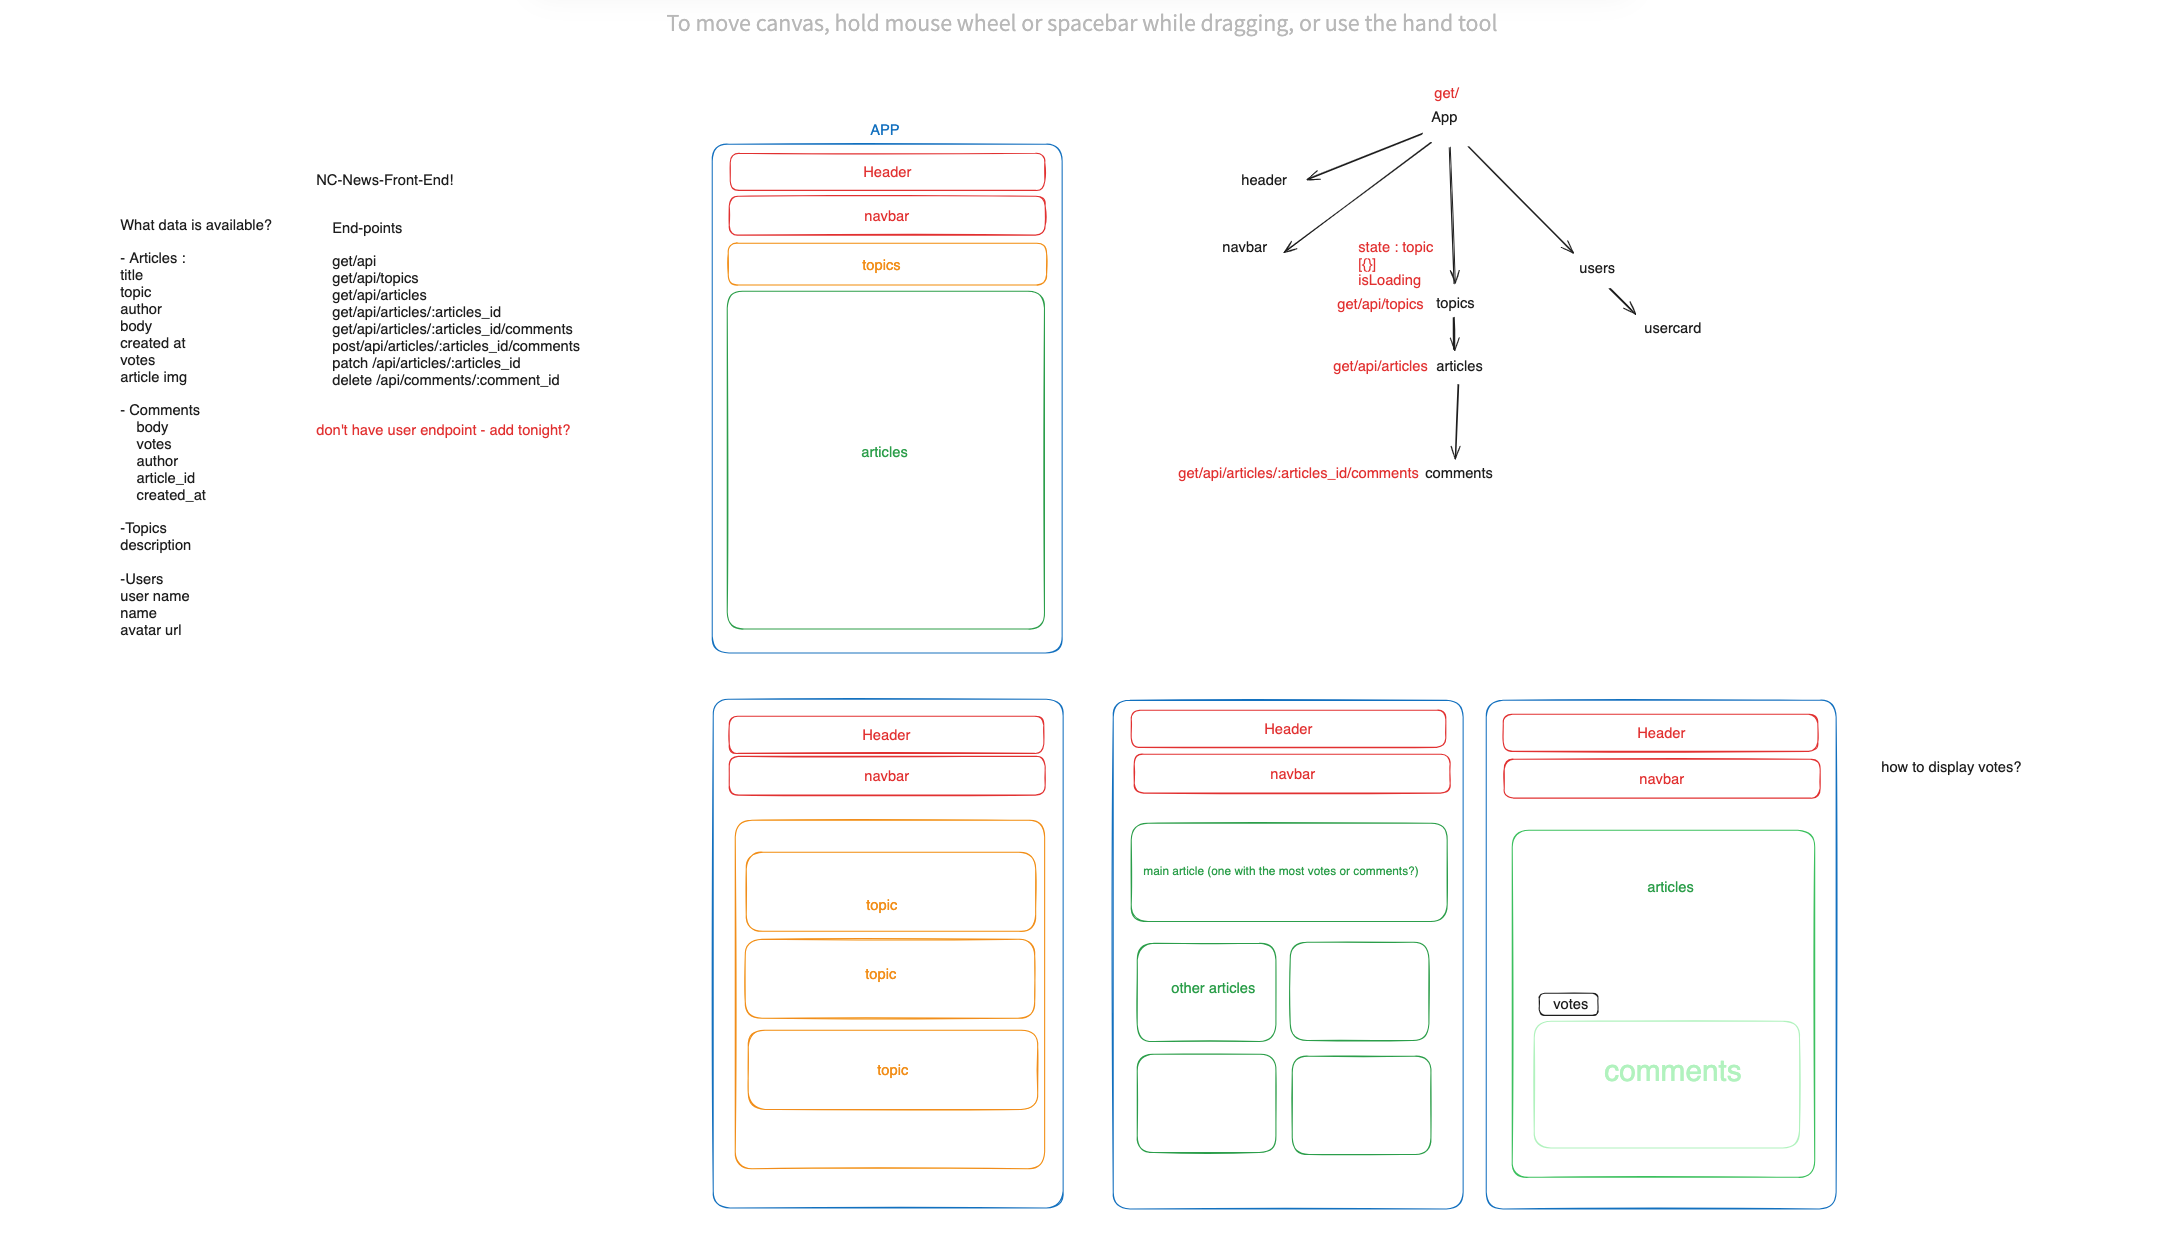 To move canvas, hold mouse wheel or spacebar while dragging, or use the hand tool
NC-News-Front-End!
What data is available?
- Articles :
title
topic
author
body
created at
votes
article img
- Comments
body
votes
author
article_id
created_at
-Topics
description
-Users
user name
name
avatar url
End-points
get/api
get/api/topics
get/api/articles
get/api/articles/:articles_id
get/api/articles/:articles_id/comments
post/api/articles/:articles_id/comments
patch /api/articles/:articles_id
delete /api/comments/:comment_id
don't have user endpoint - add tonight?
APP
Header
navbar
topics
articles
get/
App
header
navbar
state : topic
[{}]
isLoading
get/api/topics topics
users
usercard
get/api/articles articles
get/api/articles/:articles_id/comments comments
Header
navbar
topic
topic
topic
Header
navbar
main article (one with the most votes or comments?)
other articles
Header
navbar
articles
votes
comments
how to display votes?